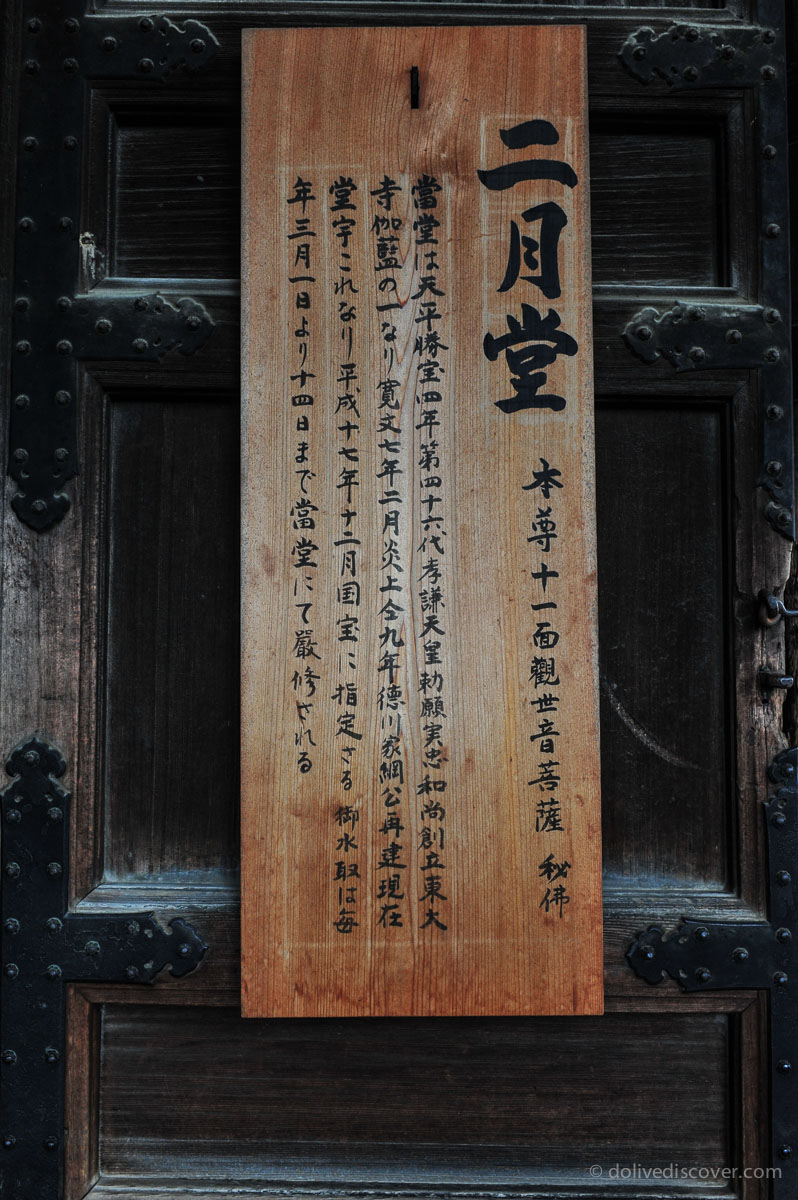 二月堂 本尊十一面觀世音菩薩 秘佛
當堂は天平勝宝四年第四十六代孝謙天皇勅願実忠和尚創立東大
寺伽藍の一なり寛文七年二月炎上仝九年徳川家綱公再建現在
堂宇これなり平成十七年十二月国宝に指定さる 御水取は毎
年三月一日より十四日まで當堂にて嚴修される
© dolivediscover.com